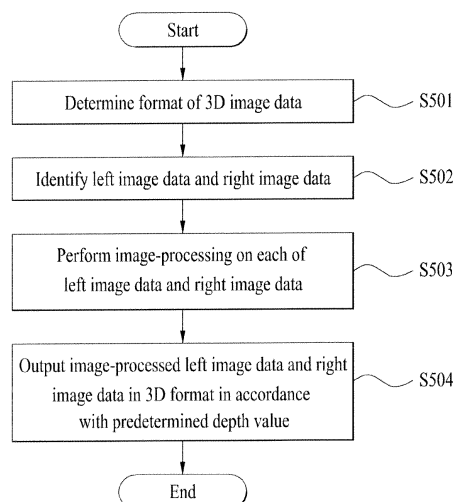 Start
Determine format of 3D image data
S501
Identify left image data and right image data
S502
Perform image-processing on each of
left image data and right image data
S503
Output image-processed left image data and right
image data in 3D format in accordance
with predetermined depth value
S504
End